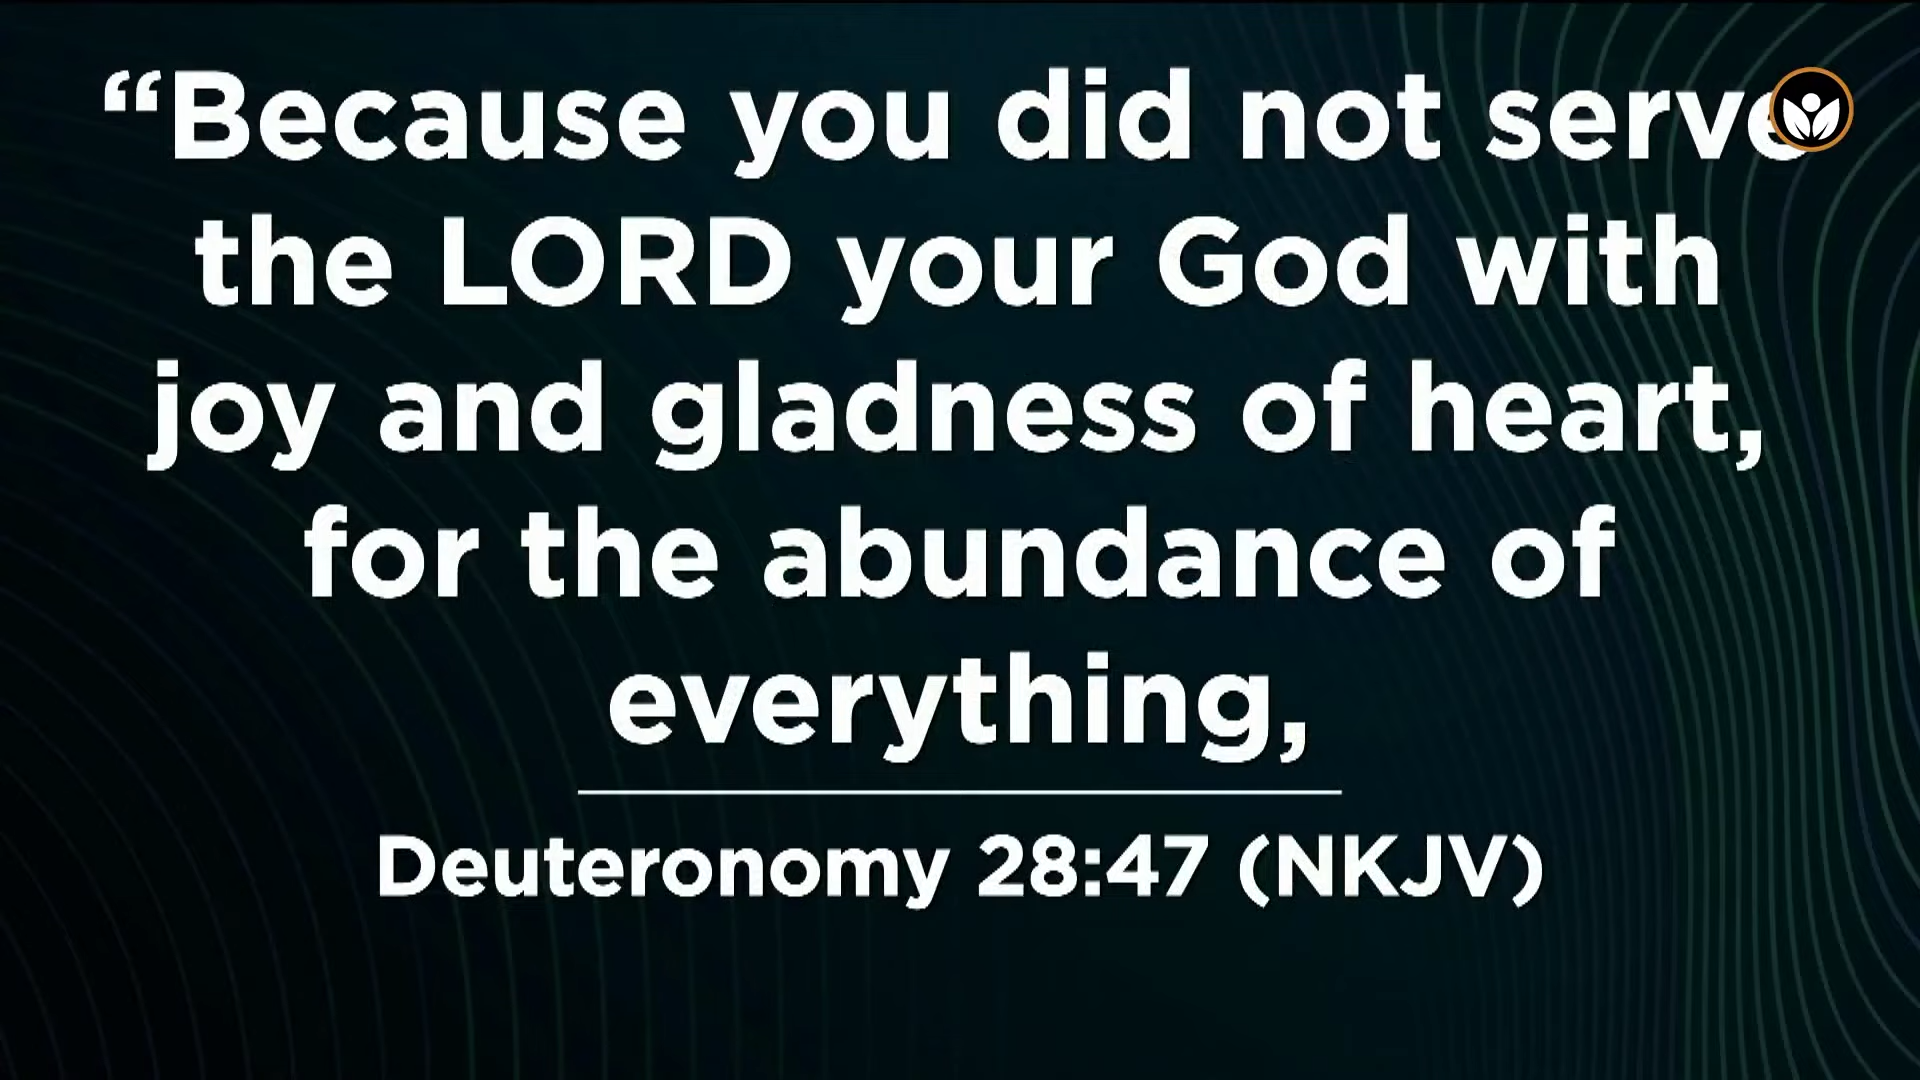 “Because you did not serve
the LORD your God with
joy and gladness of heart,
for the abundance of
everything,
Deuteronomy 28:47 (NKJV)